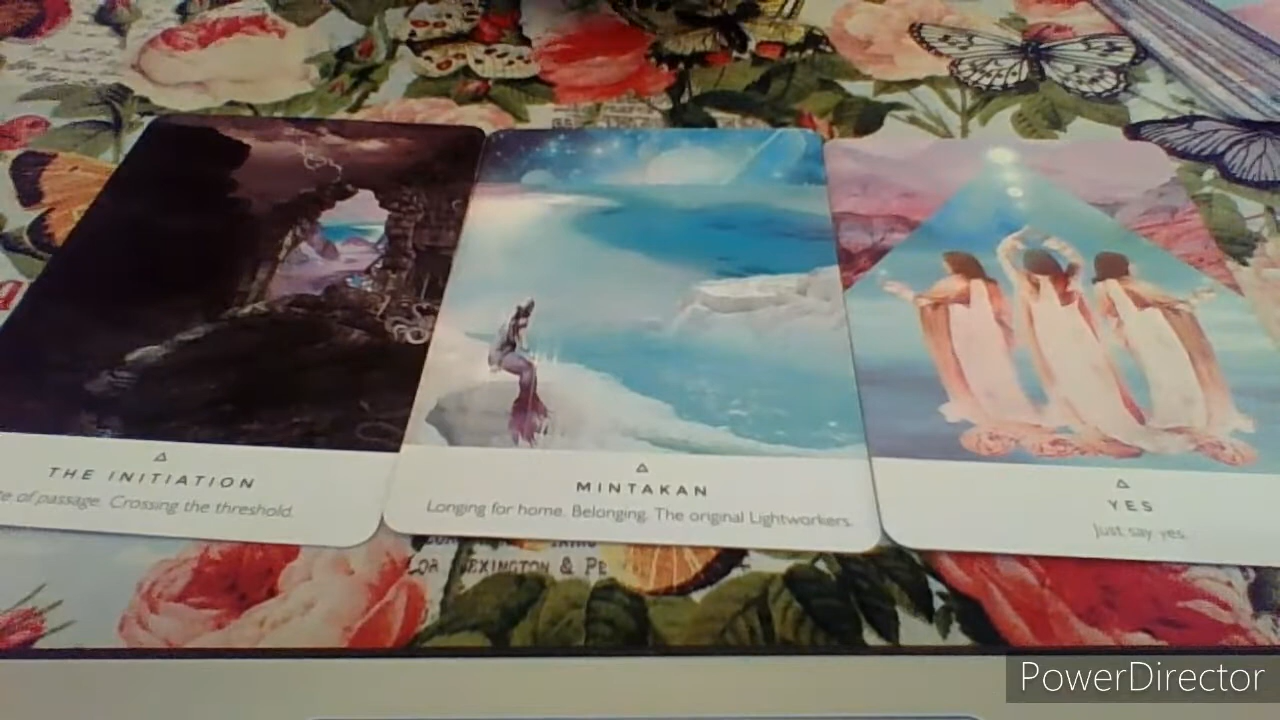 THE INITIATION
te of passage. Crossing the threshold.
MINTAKAN
Longing for home. Belonging. The original Lightworkers.
YES
Just say yes.
LEXINGTON & PE
PowerDirector